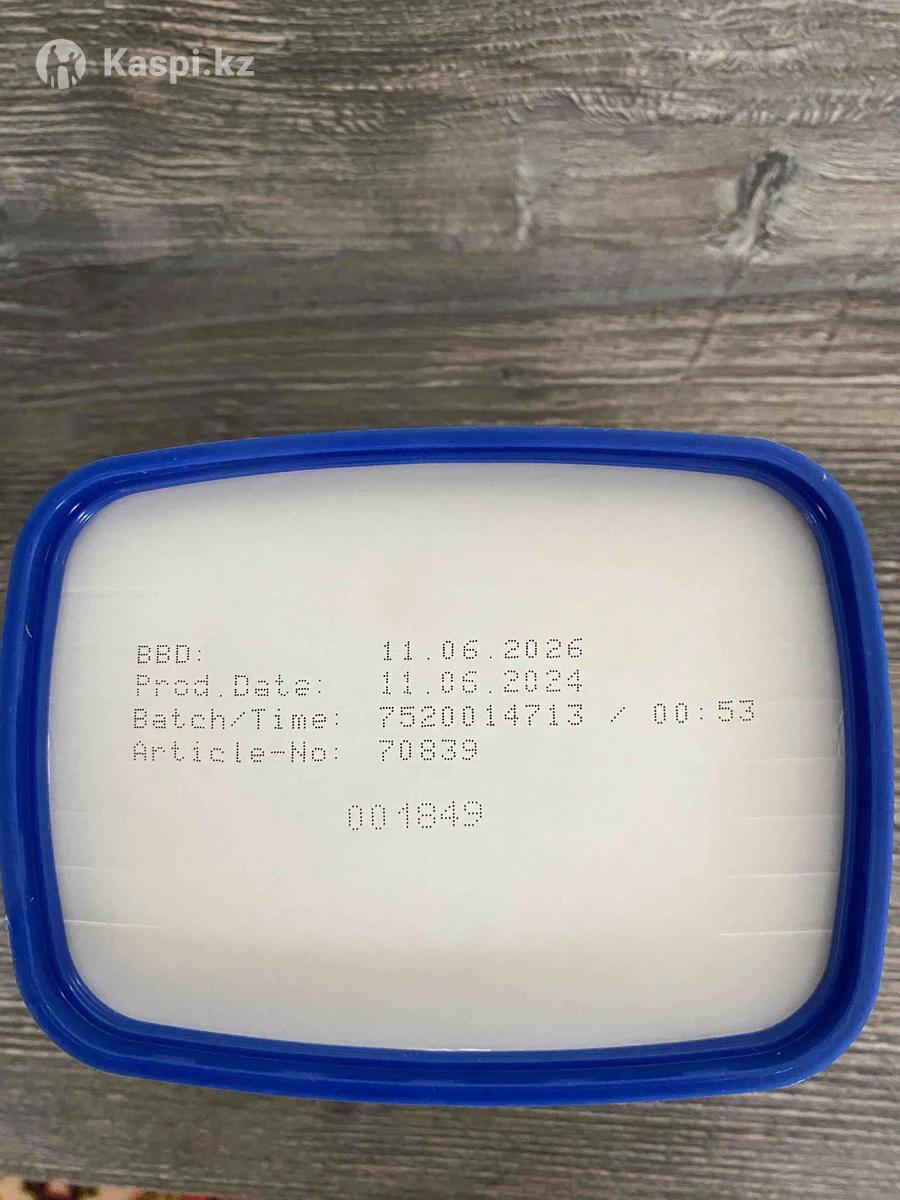 Kaspi.kz
BBD: 11.06.2026
Prod.Date: 11.06.2024
Batch/Time: 7520014713 / 00:53
Article-No: 70839
001849